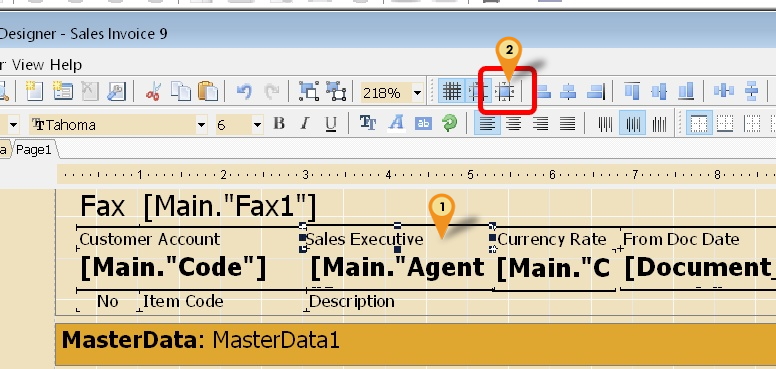 Designer - Sales Invoice 9
r View Help
2
218%
Tahoma
6
B I U
ab
a Page1
1 2 3 4 5 6 7 8
Fax [Main."Fax1"]
1
Customer Account Sales Executive Currency Rate From Doc Date
[Main."Code"] [Main."Agent [Main."C [Document_
No Item Code Description
MasterData: MasterData1